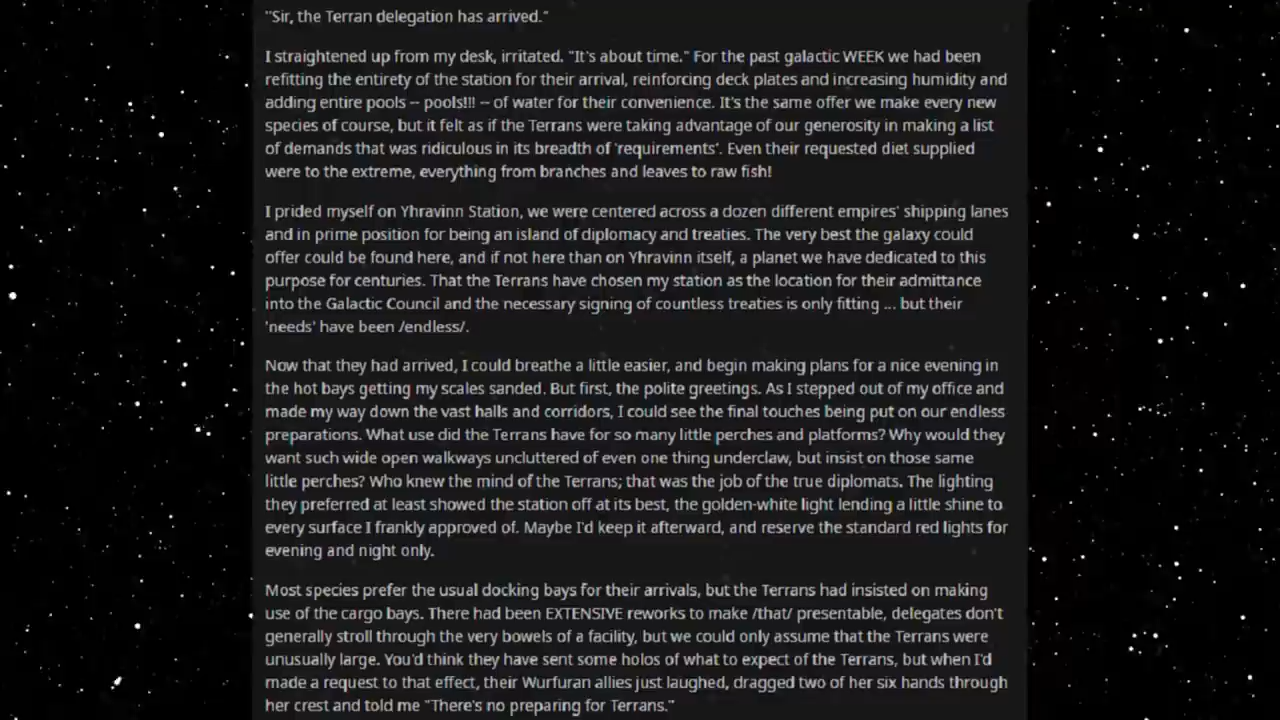 "Sir, the Terran delegation has arrived."
I straightened up from my desk, irritated. "It's about time." For the past galactic WEEK we had been
refitting the entirety of the station for their arrival, reinforcing deck plates and increasing humidity and
adding entire pools -- pools!!! -- of water for their convenience. It's the same offer we make every new
species of course, but it felt as if the Terrans were taking advantage of our generosity in making a list
of demands that was ridiculous in its breadth of 'requirements'. Even their requested diet supplied
were to the extreme, everything from branches and leaves to raw fish!
I prided myself on Yhravinn Station, we were centered across a dozen different empires' shipping lanes
and in prime position for being an island of diplomacy and treaties. The very best the galaxy could
offer could be found here, and if not here than on Yhravinn itself, a planet we have dedicated to this
purpose for centuries. That the Terrans have chosen my station as the location for their admittance
into the Galactic Council and the necessary signing of countless treaties is only fitting ... but their
'needs' have been /endless/.
Now that they had arrived, I could breathe a little easier, and begin making plans for a nice evening in
the hot bays getting my scales sanded. But first, the polite greetings. As I stepped out of my office and
made my way down the vast halls and corridors, I could see the final touches being put on our endless
preparations. What use did the Terrans have for so many little perches and platforms? Why would they
want such wide open walkways uncluttered of even one thing underclaw, but insist on those same
little perches? Who knew the mind of the Terrans; that was the job of the true diplomats. The lighting
they preferred at least showed the station off at its best, the golden-white light lending a little shine to
every surface I frankly approved of. Maybe I'd keep it afterward, and reserve the standard red lights for
evening and night only.
Most species prefer the usual docking bays for their arrivals, but the Terrans had insisted on making
use of the cargo bays. There had been EXTENSIVE reworks to make /that/ presentable, delegates don't
generally stroll through the very bowels of a facility, but we could only assume that the Terrans were
unusually large. You'd think they have sent some holos of what to expect of the Terrans, but when I'd
made a request to that effect, their Wurfuran allies just laughed, dragged two of her six hands through
her crest and told me "There's no preparing for Terrans."